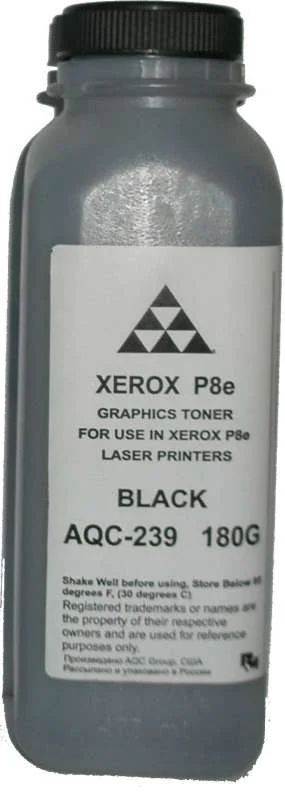 XEROX P8e
GRAPHICS TONER
FOR USE IN XEROX P8e
LASER PRINTERS
BLACK
AQC-239 180G
Shake Well before using, Store Below
degrees F, (30 degrees C)
Registered trademarks or names are
the property of their respective
owners and are used for reference
purposes only.
Произведено AQC Group, США
Рассыпано и упаковано в России